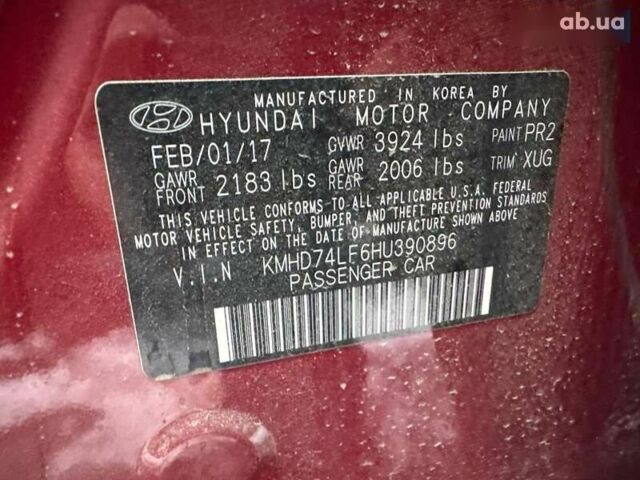 ab.ua
MANUFACTURED IN KOREA BY
HYUNDAI MOTOR COMPANY
FEB/01/17 GVWR 3924 lbs PAINT PR2
GAWR FRONT 2183 lbs GAWR REAR 2006 lbs TRIM XUG
THIS VEHICLE CONFORMS TO ALL APPLICABLE U.S.A. FEDERAL
MOTOR VEHICLE SAFETY, BUMPER, AND THEFT PREVENTION STANDARDS
IN EFFECT ON THE DATE OF MANUFACTURE SHOWN ABOVE.
V.I.N KMHD74LF6HU390896
PASSENGER CAR